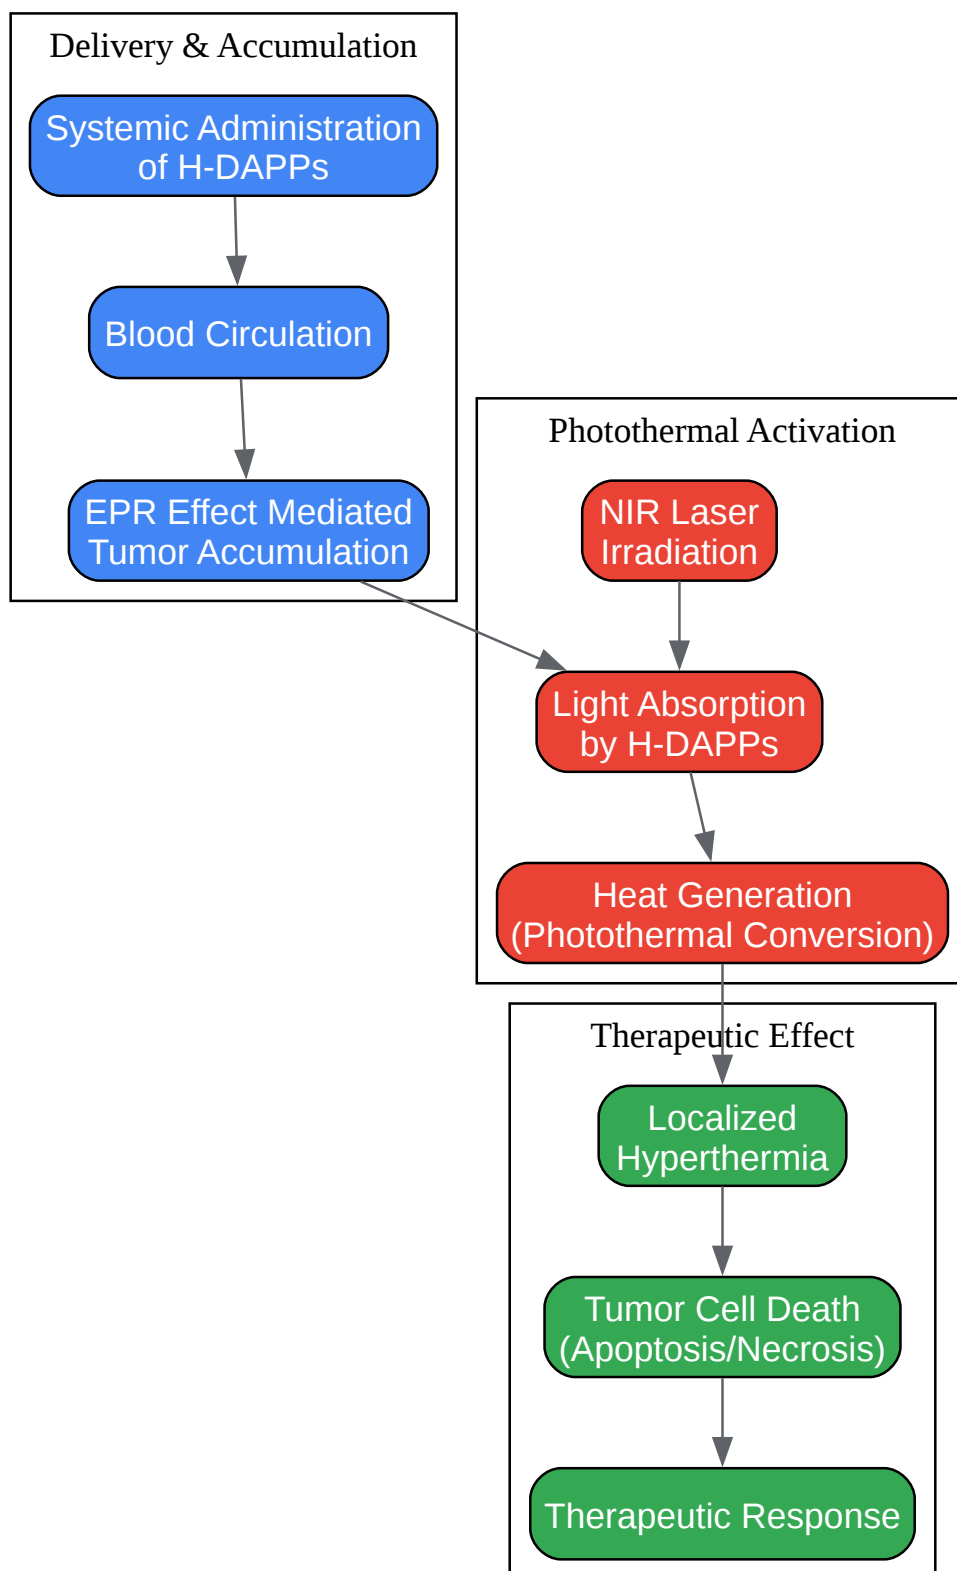 Delivery & Accumulation
Systemic Administration
of H-DAPPs
Blood Circulation
EPR Effect Mediated
Tumor Accumulation
Photothermal Activation
NIR Laser
Irradiation
Light Absorption
by H-DAPPs
Heat Generation
(Photothermal Conversion)
Therapeutic Effect
Localized
Hyperthermia
Tumor Cell Death
(Apoptosis/Necrosis)
Therapeutic Response